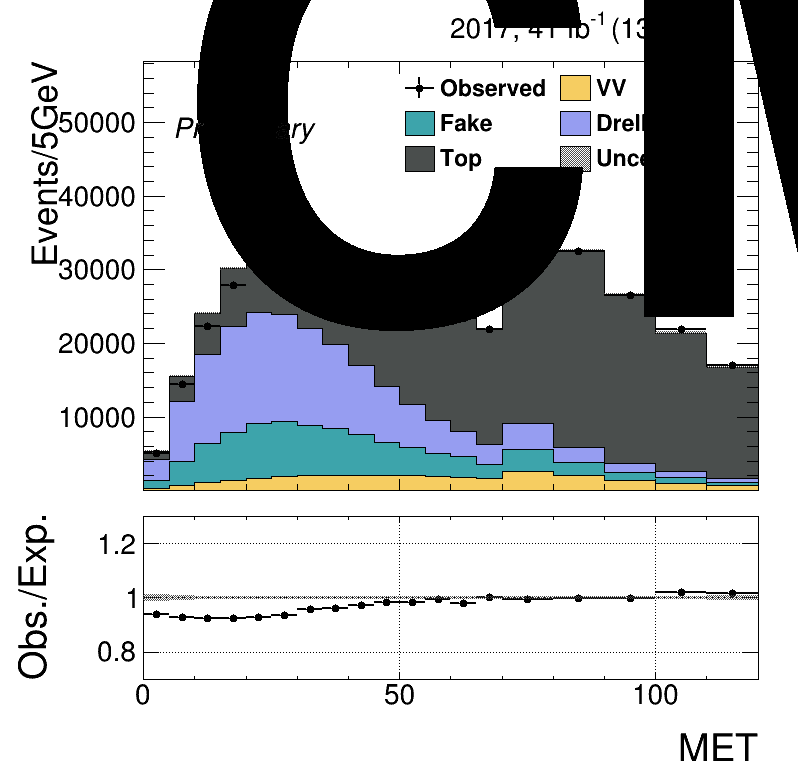 CM
2017, 41 fb-1 (13
Observed VV
Fake
Top
Events/5GeV
50000
40000
30000
20000
10000
Obs./Exp.
1.2
1
0.8
0 50 100
MET